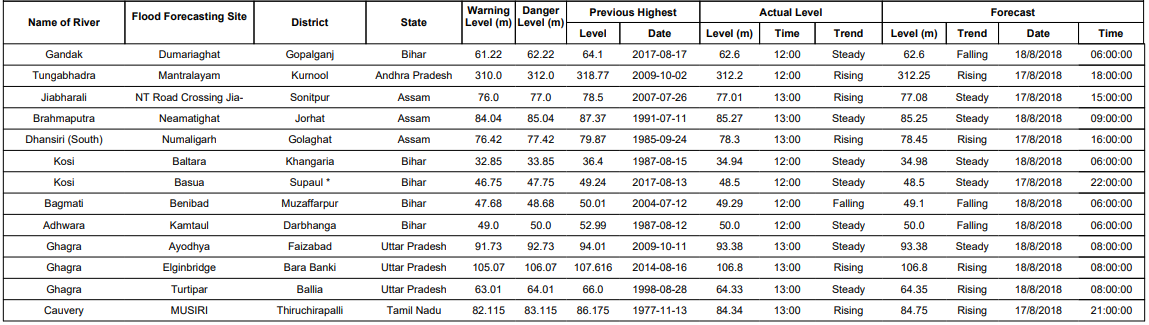 Name of River | Flood Forecasting Site | District | State | Warning Level (m) | Danger Level (m) | Previous Highest | Actual Level | Forecast
Level | Date | Level (m) | Time | Trend | Level (m) | Trend | Date | Time
Gandak | Dumariaghat | Gopalganj | Bihar | 61.22 | 62.22 | 64.1 | 2017-08-17 | 62.6 | 12:00 | Steady | 62.6 | Falling | 18/8/2018 | 06:00:00
Tungabhadra | Mantralayam | Kurnool | Andhra Pradesh | 310.0 | 312.0 | 318.77 | 2009-10-02 | 312.2 | 12:00 | Rising | 312.25 | Rising | 17/8/2018 | 18:00:00
Jiabharali | NT Road Crossing Jia- | Sonitpur | Assam | 76.0 | 77.0 | 78.5 | 2007-07-26 | 77.01 | 13:00 | Rising | 77.08 | Steady | 17/8/2018 | 15:00:00
Brahmaputra | Neamatighat | Jorhat | Assam | 84.04 | 85.04 | 87.37 | 1991-07-11 | 85.27 | 13:00 | Steady | 85.25 | Steady | 18/8/2018 | 09:00:00
Dhansiri (South) | Numaligarh | Golaghat | Assam | 76.42 | 77.42 | 79.87 | 1985-09-24 | 78.3 | 13:00 | Rising | 78.45 | Rising | 17/8/2018 | 16:00:00
Kosi | Baltara | Khangaria | Bihar | 32.85 | 33.85 | 36.4 | 1987-08-15 | 34.94 | 12:00 | Steady | 34.98 | Steady | 18/8/2018 | 06:00:00
Kosi | Basua | Supaul * | Bihar | 46.75 | 47.75 | 49.24 | 2017-08-13 | 48.5 | 12:00 | Steady | 48.5 | Steady | 17/8/2018 | 22:00:00
Bagmati | Benibad | Muzaffarpur | Bihar | 47.68 | 48.68 | 50.01 | 2004-07-12 | 49.29 | 12:00 | Falling | 49.1 | Falling | 18/8/2018 | 06:00:00
Adhwara | Kamtaul | Darbhanga | Bihar | 49.0 | 50.0 | 52.99 | 1987-08-12 | 50.0 | 12:00 | Steady | 50.0 | Falling | 18/8/2018 | 06:00:00
Ghagra | Ayodhya | Faizabad | Uttar Pradesh | 91.73 | 92.73 | 94.01 | 2009-10-11 | 93.38 | 13:00 | Steady | 93.38 | Steady | 18/8/2018 | 08:00:00
Ghagra | Elginbridge | Bara Banki | Uttar Pradesh | 105.07 | 106.07 | 107.616 | 2014-08-16 | 106.8 | 13:00 | Rising | 106.8 | Rising | 18/8/2018 | 08:00:00
Ghagra | Turtipar | Ballia | Uttar Pradesh | 63.01 | 64.01 | 66.0 | 1998-08-28 | 64.33 | 13:00 | Steady | 64.35 | Rising | 18/8/2018 | 08:00:00
Cauvery | MUSIRI | Thiruchirapalli | Tamil Nadu | 82.115 | 83.115 | 86.175 | 1977-11-13 | 84.34 | 13:00 | Rising | 84.75 | Rising | 17/8/2018 | 21:00:00